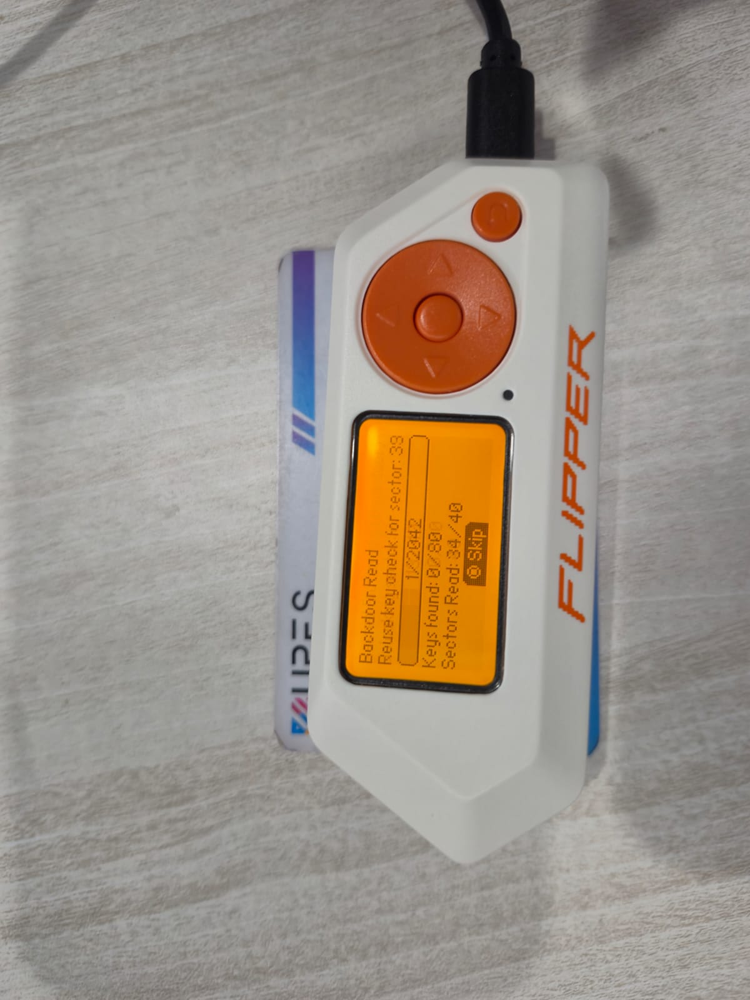 Backdoor Read
Reuse key check for sector: 38
1/2042
Keys found: 0/80
Sectors Read: 34/40
Skip
FLIPPER
UPES